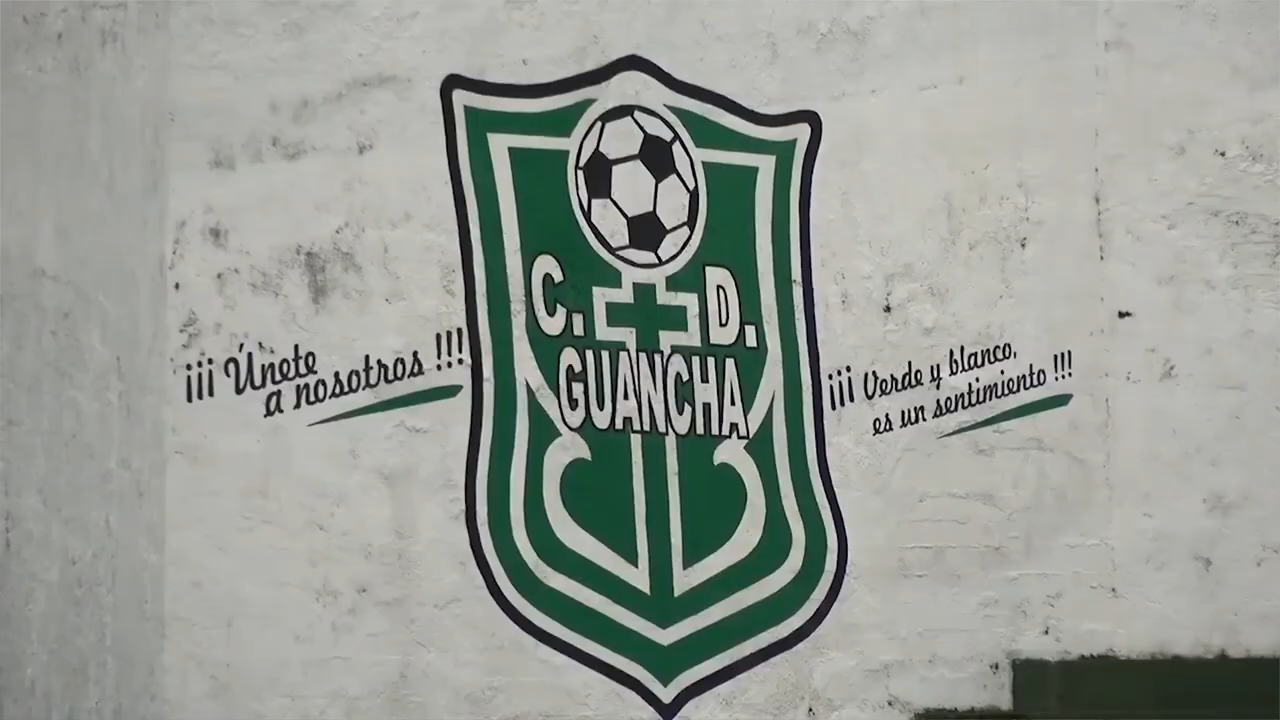 ¡¡¡ Únete
a nosotros !!!
C. D.
GUANCHA
¡¡¡ Verde y blanco,
es un sentimiento !!!